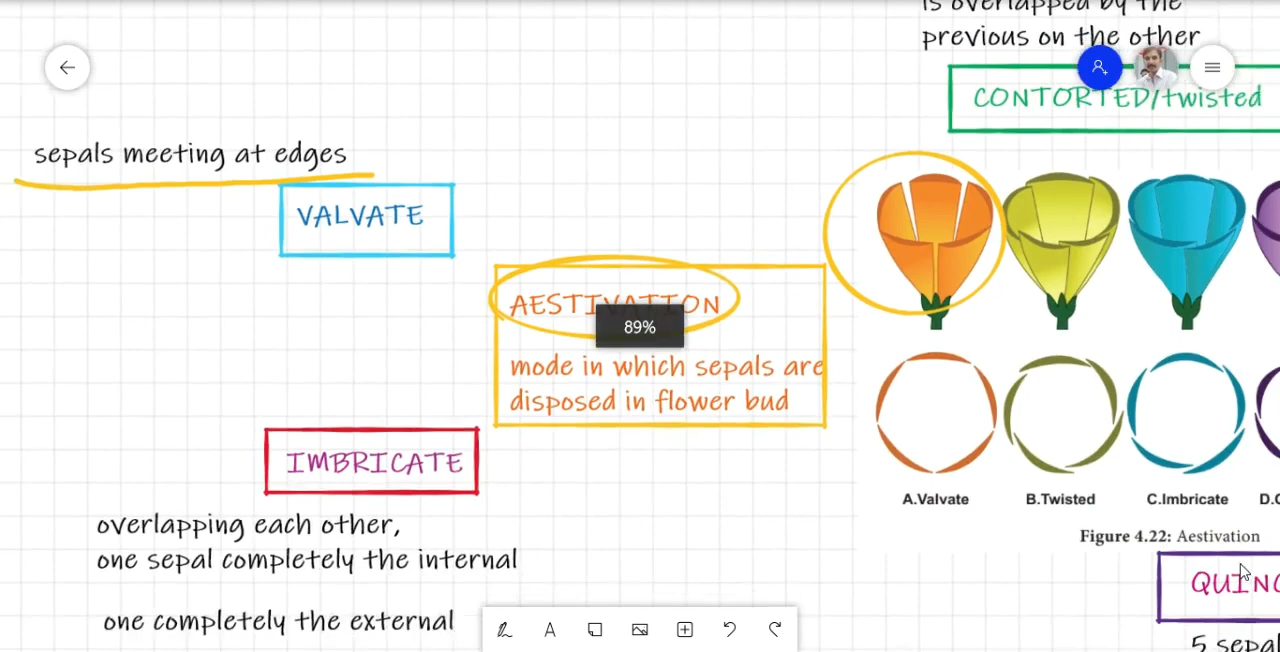 is overlapped by the
previous on the other
CONTORTED/twisted
sepals meeting at edges
VALVATE
AESTIVATION
89%
mode in which sepals are
disposed in flower bud
IMBRICATE
overlapping each other,
one sepal completely the internal
one completely the external
A.Valvate
B.Twisted
C.Imbricate
Figure 4.22: Aestivation